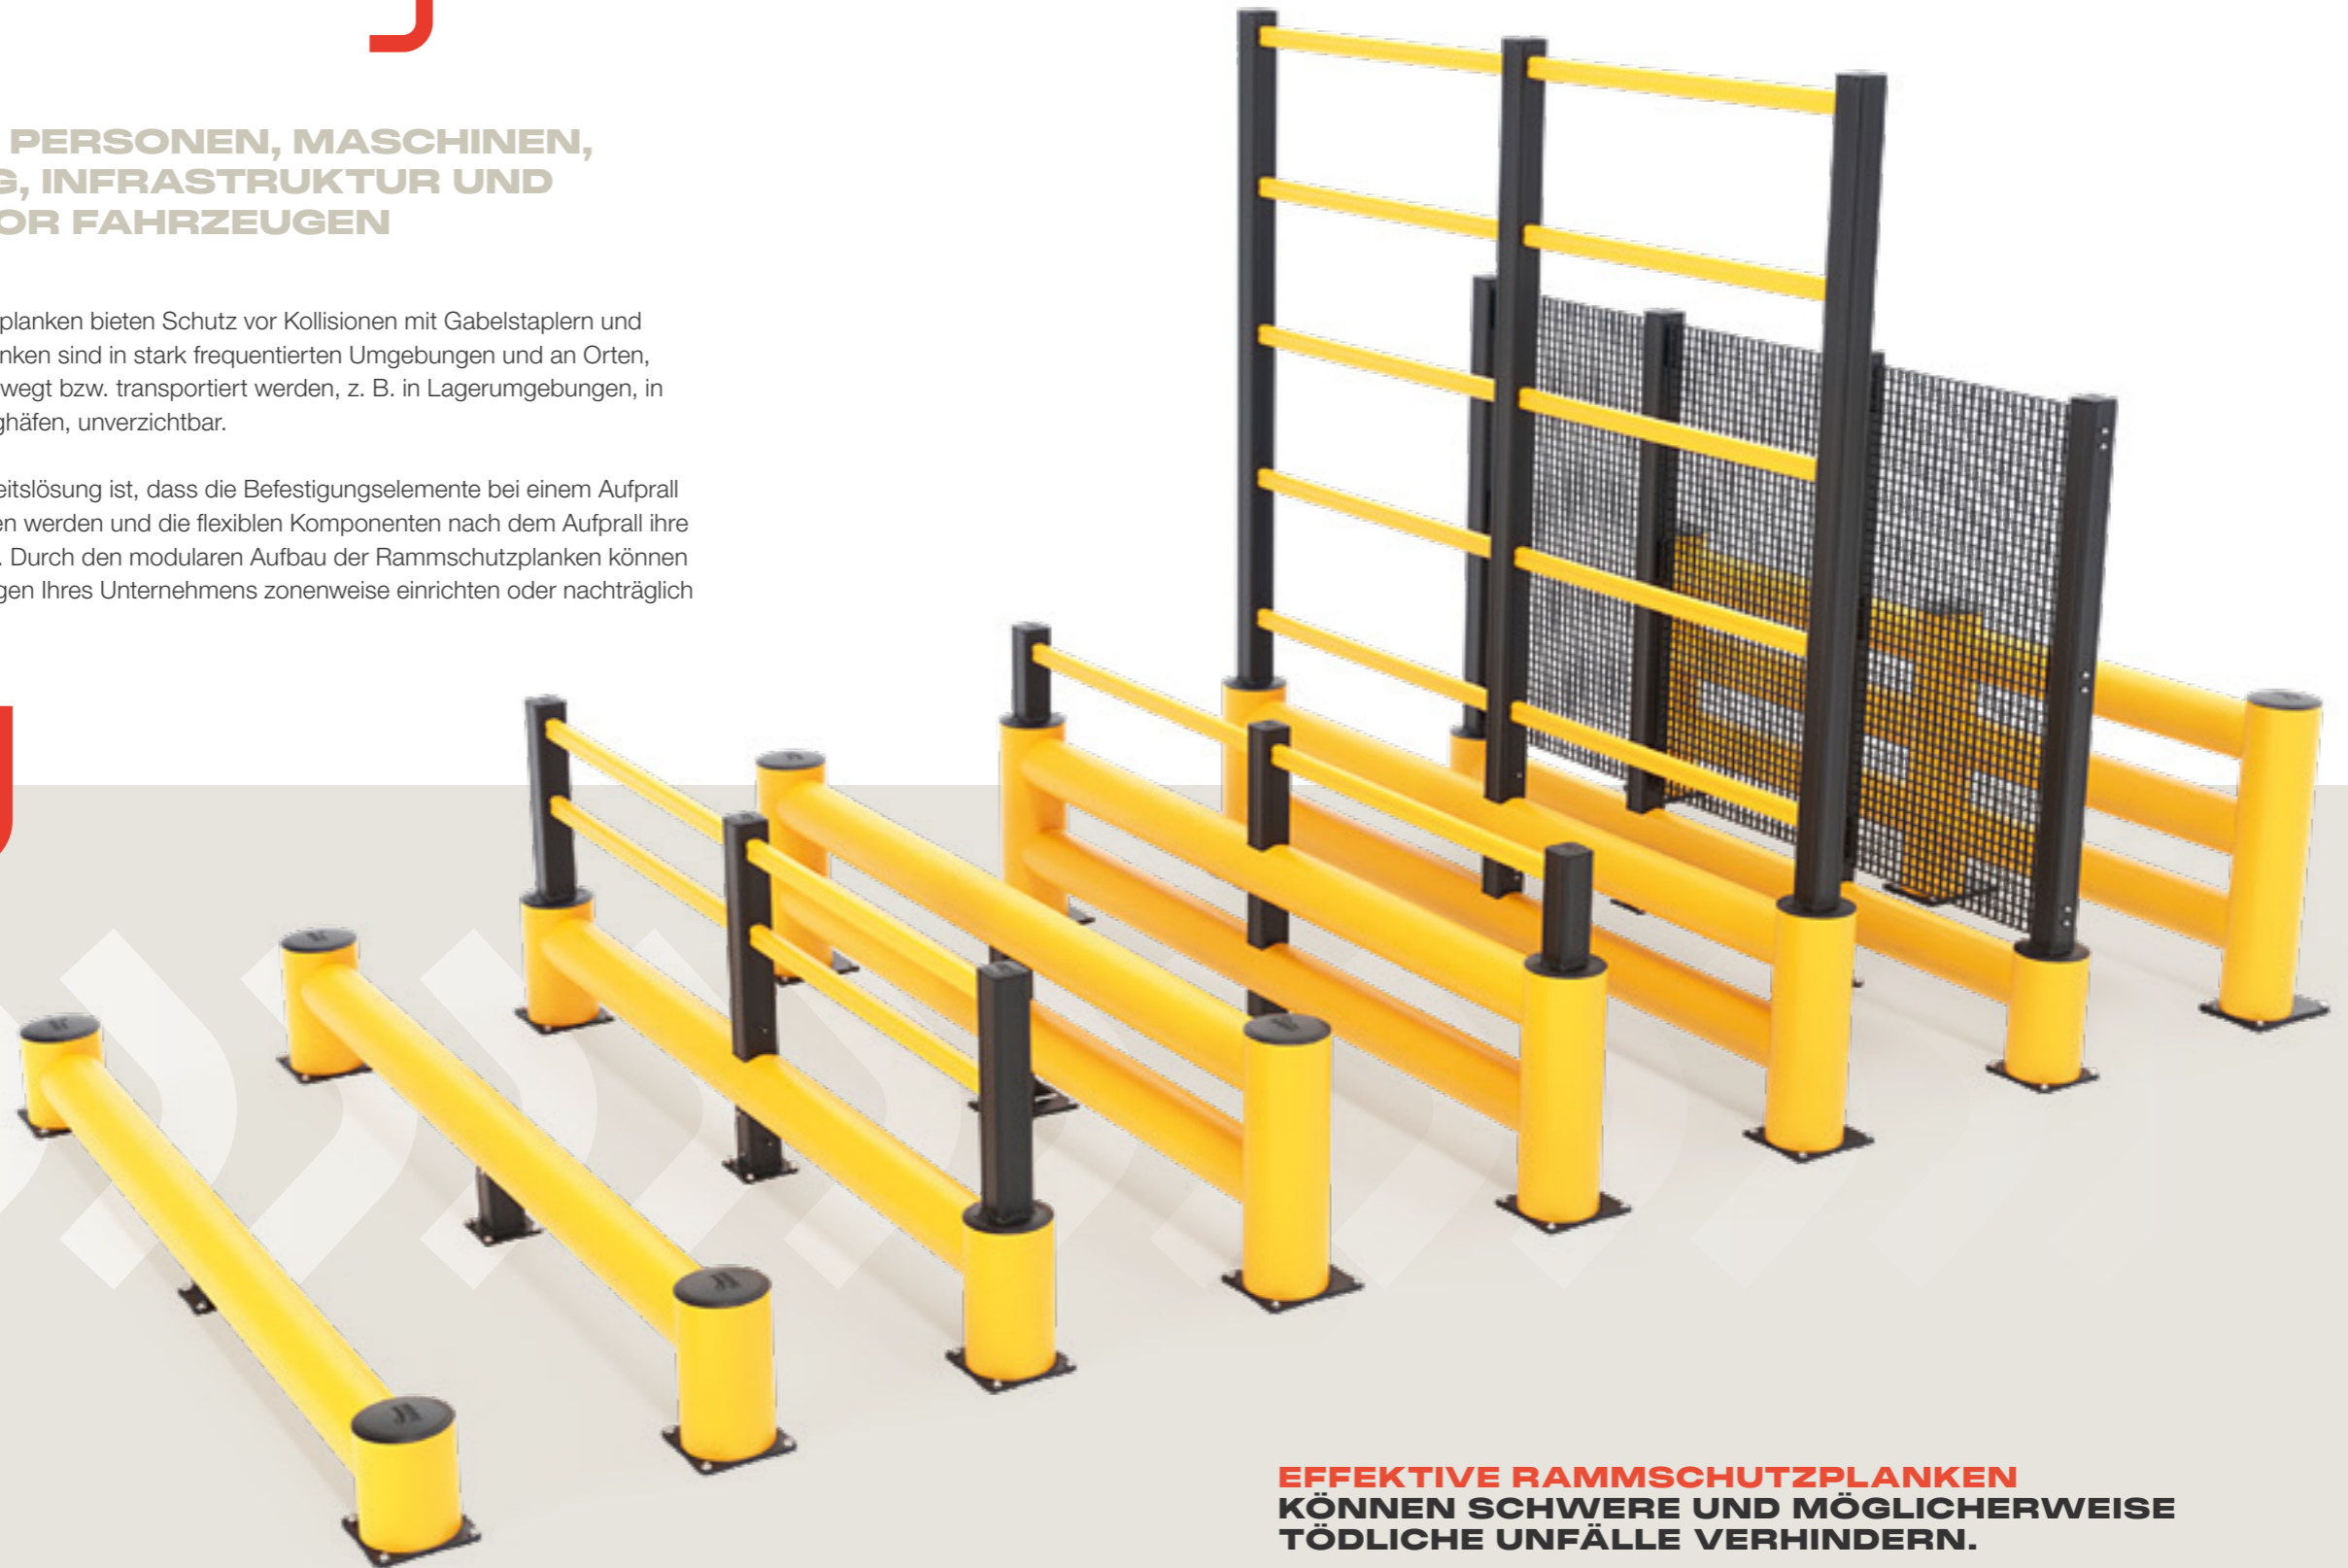 PERSONEN, MASCHINEN,
G, INFRASTRUKTUR UND
OR FAHRZEUGEN
planken bieten Schutz vor Kollisionen mit Gabelstaplern und
nken sind in stark frequentierten Umgebungen und an Orten,
wegt bzw. transportiert werden, z. B. in Lagerumgebungen, in
ghäfen, unverzichtbar.
eitslösung ist, dass die Befestigungselemente bei einem Aufprall
en werden und die flexiblen Komponenten nach dem Aufprall ihre
. Durch den modularen Aufbau der Rammschutzplanken können
gen Ihres Unternehmens zonenweise einrichten oder nachträglich
EFFEKTIVE RAMMSCHUTZPLANKEN
KÖNNEN SCHWERE UND MÖGLICHERWEISE
TÖDLICHE UNFÄLLE VERHINDERN.